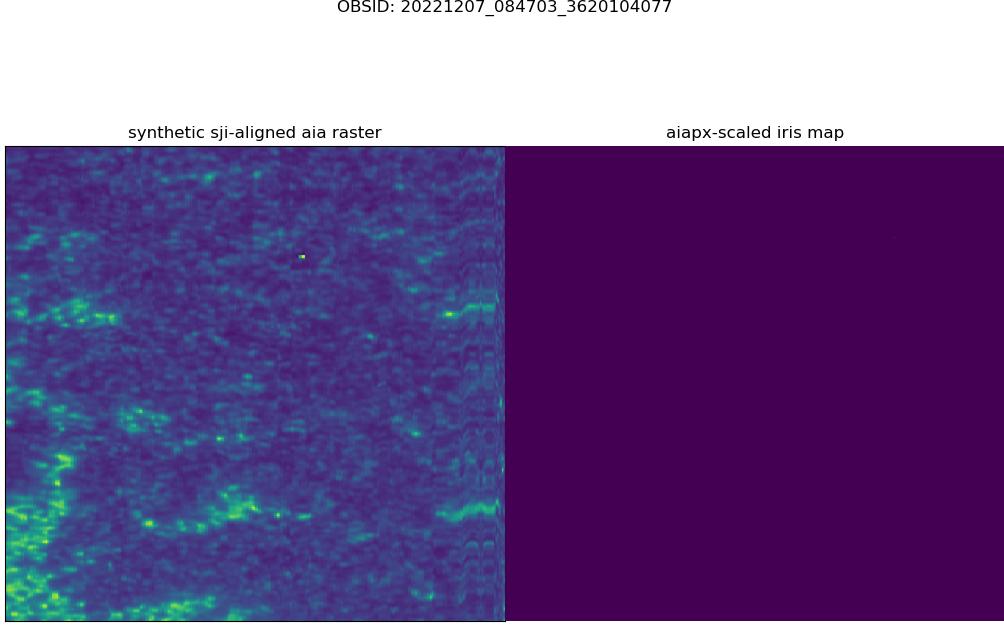 OBSID: 20221207_084703_3620104077
synthetic sji-aligned aia raster
aiapx-scaled iris map